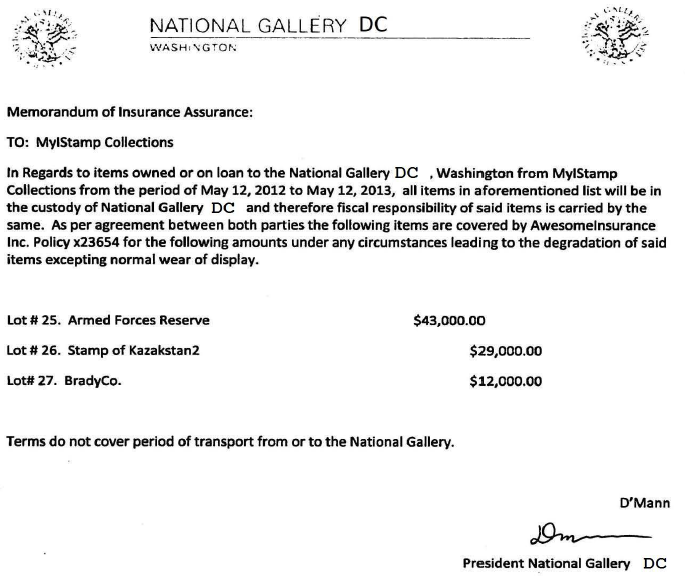 NATIONAL GALLERY DC
WASHINGTON
Memorandum of Insurance Assurance:
TO: MyIStamp Collections
In Regards to items owned or on loan to the National Gallery DC , Washington from MyIStamp
Collections from the period of May 12, 2012 to May 12, 2013, all items in aforementioned list will be in
the custody of National Gallery DC and therefore fiscal responsibility of said items is carried by the
same. As per agreement between both parties the following items are covered by AwesomeInsurance
Inc. Policy x23654 for the following amounts under any circumstances leading to the degradation of said
items excepting normal wear of display.
Lot # 25. Armed Forces Reserve $43,000.00
Lot # 26. Stamp of Kazakstan2 $29,000.00
Lot# 27. BradyCo. $12,000.00
Terms do not cover period of transport from or to the National Gallery.
D'Mann
President National Gallery DC